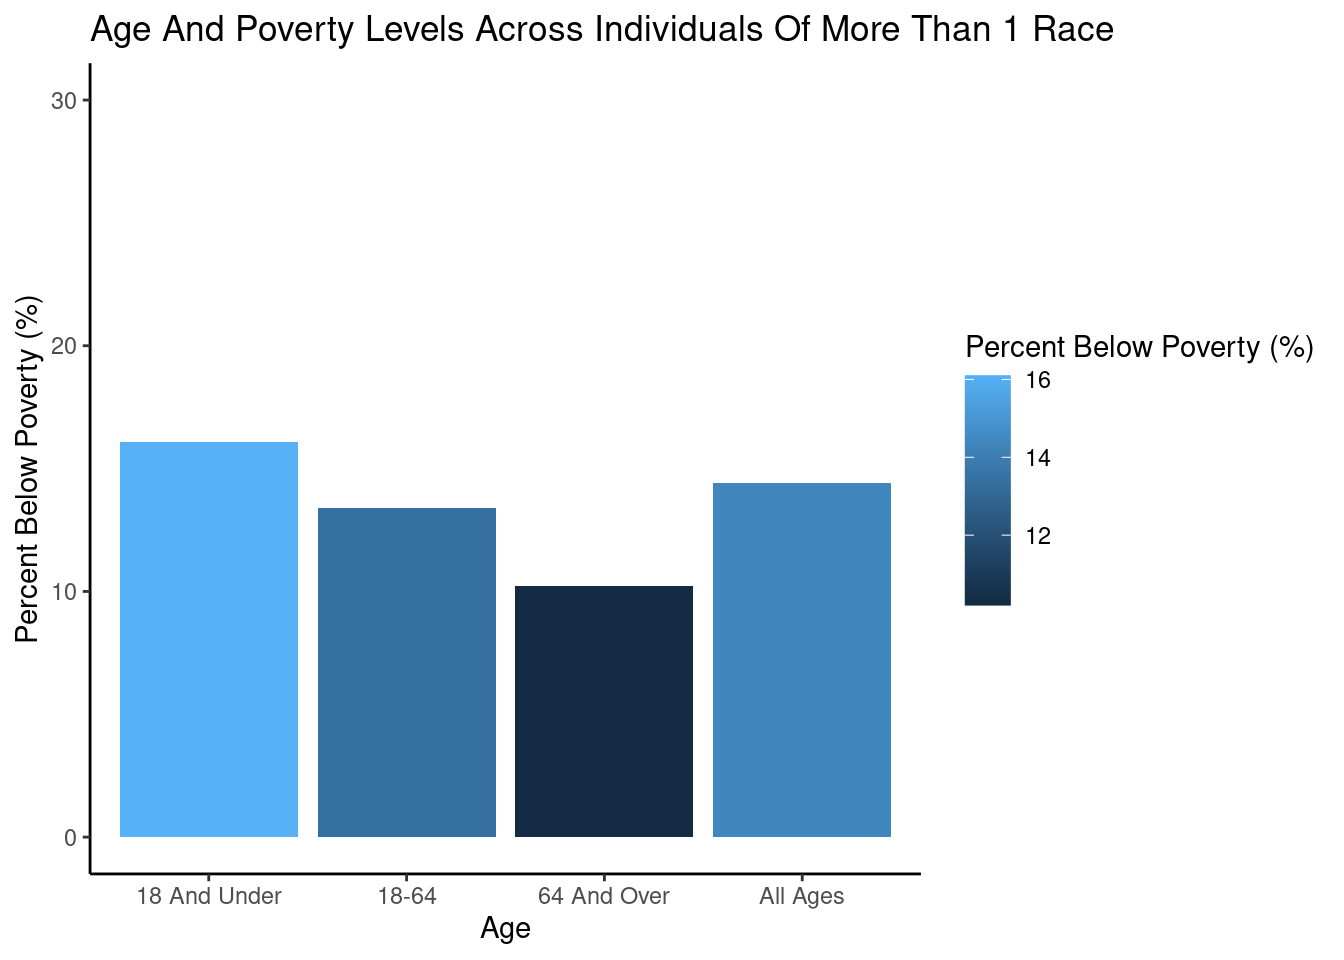 Age And Poverty Levels Across Individuals Of More Than 1 Race
Percent Below Poverty (%)
30
20
10
0
18 And Under
18-64
64 And Over
All Ages
Age
Percent Below Poverty (%)
16
14
12